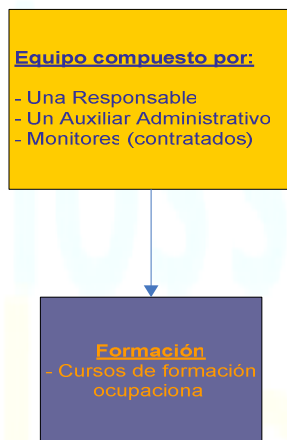 Equipo compuesto por:
- Una Responsable
- Un Auxiliar Administrativo
- Monitores (contratados)
Formación
- Cursos de formación
ocupaciona